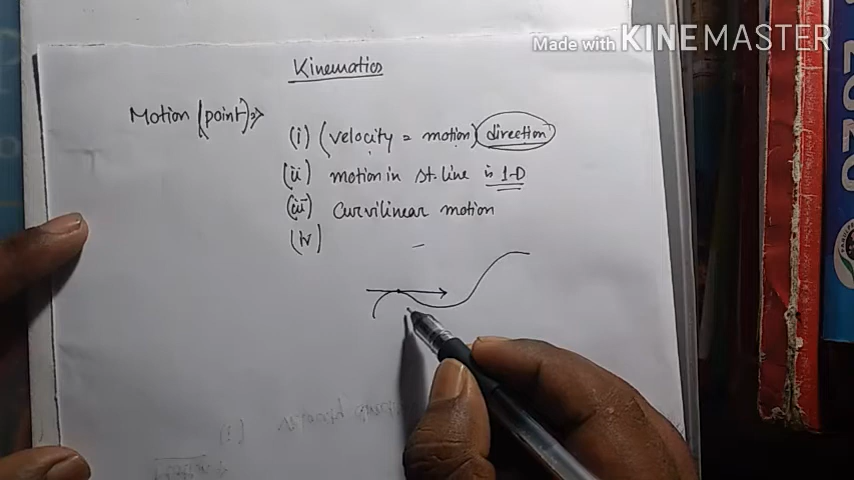 Made with KINEMASTER
Kinematics
Motion (point) =>
(i) (velocity = motion) direction
(ii) motion in st. line is 1-D
(iii) curvilinear motion
(iv)